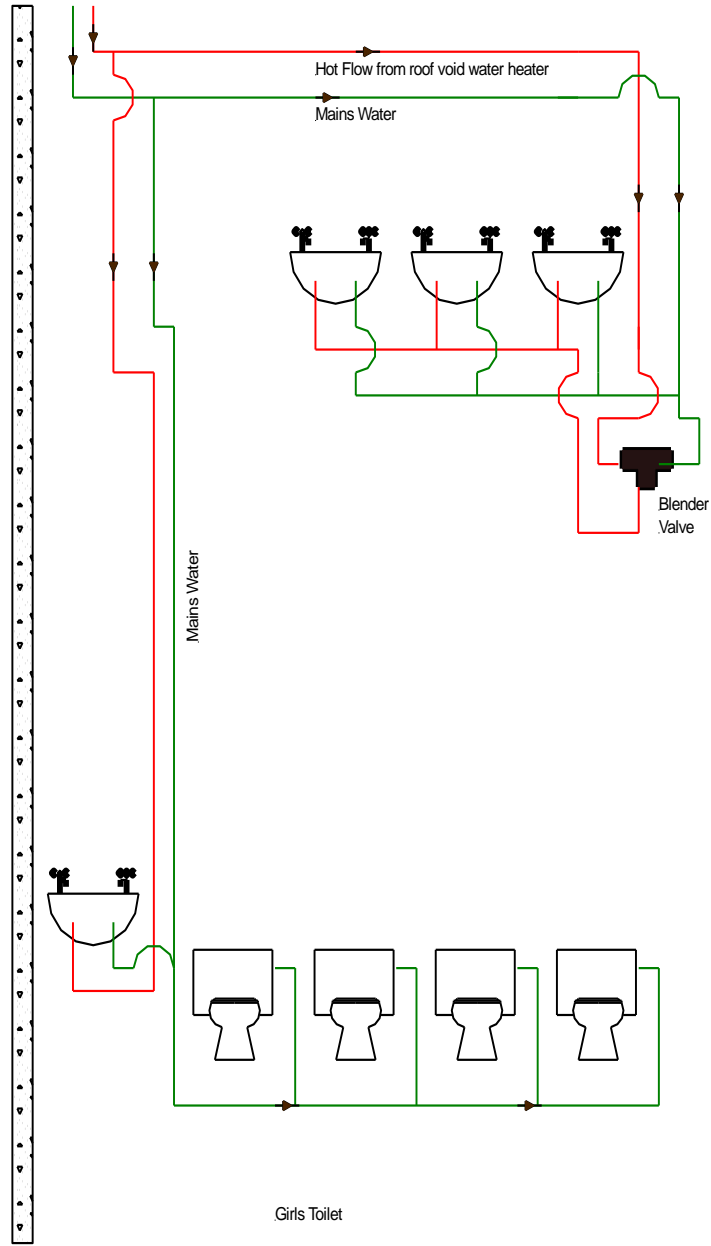 Hot Flow from roof void water heater
Mains Water
Blender
Valve
Mains Water
Girls Toilet